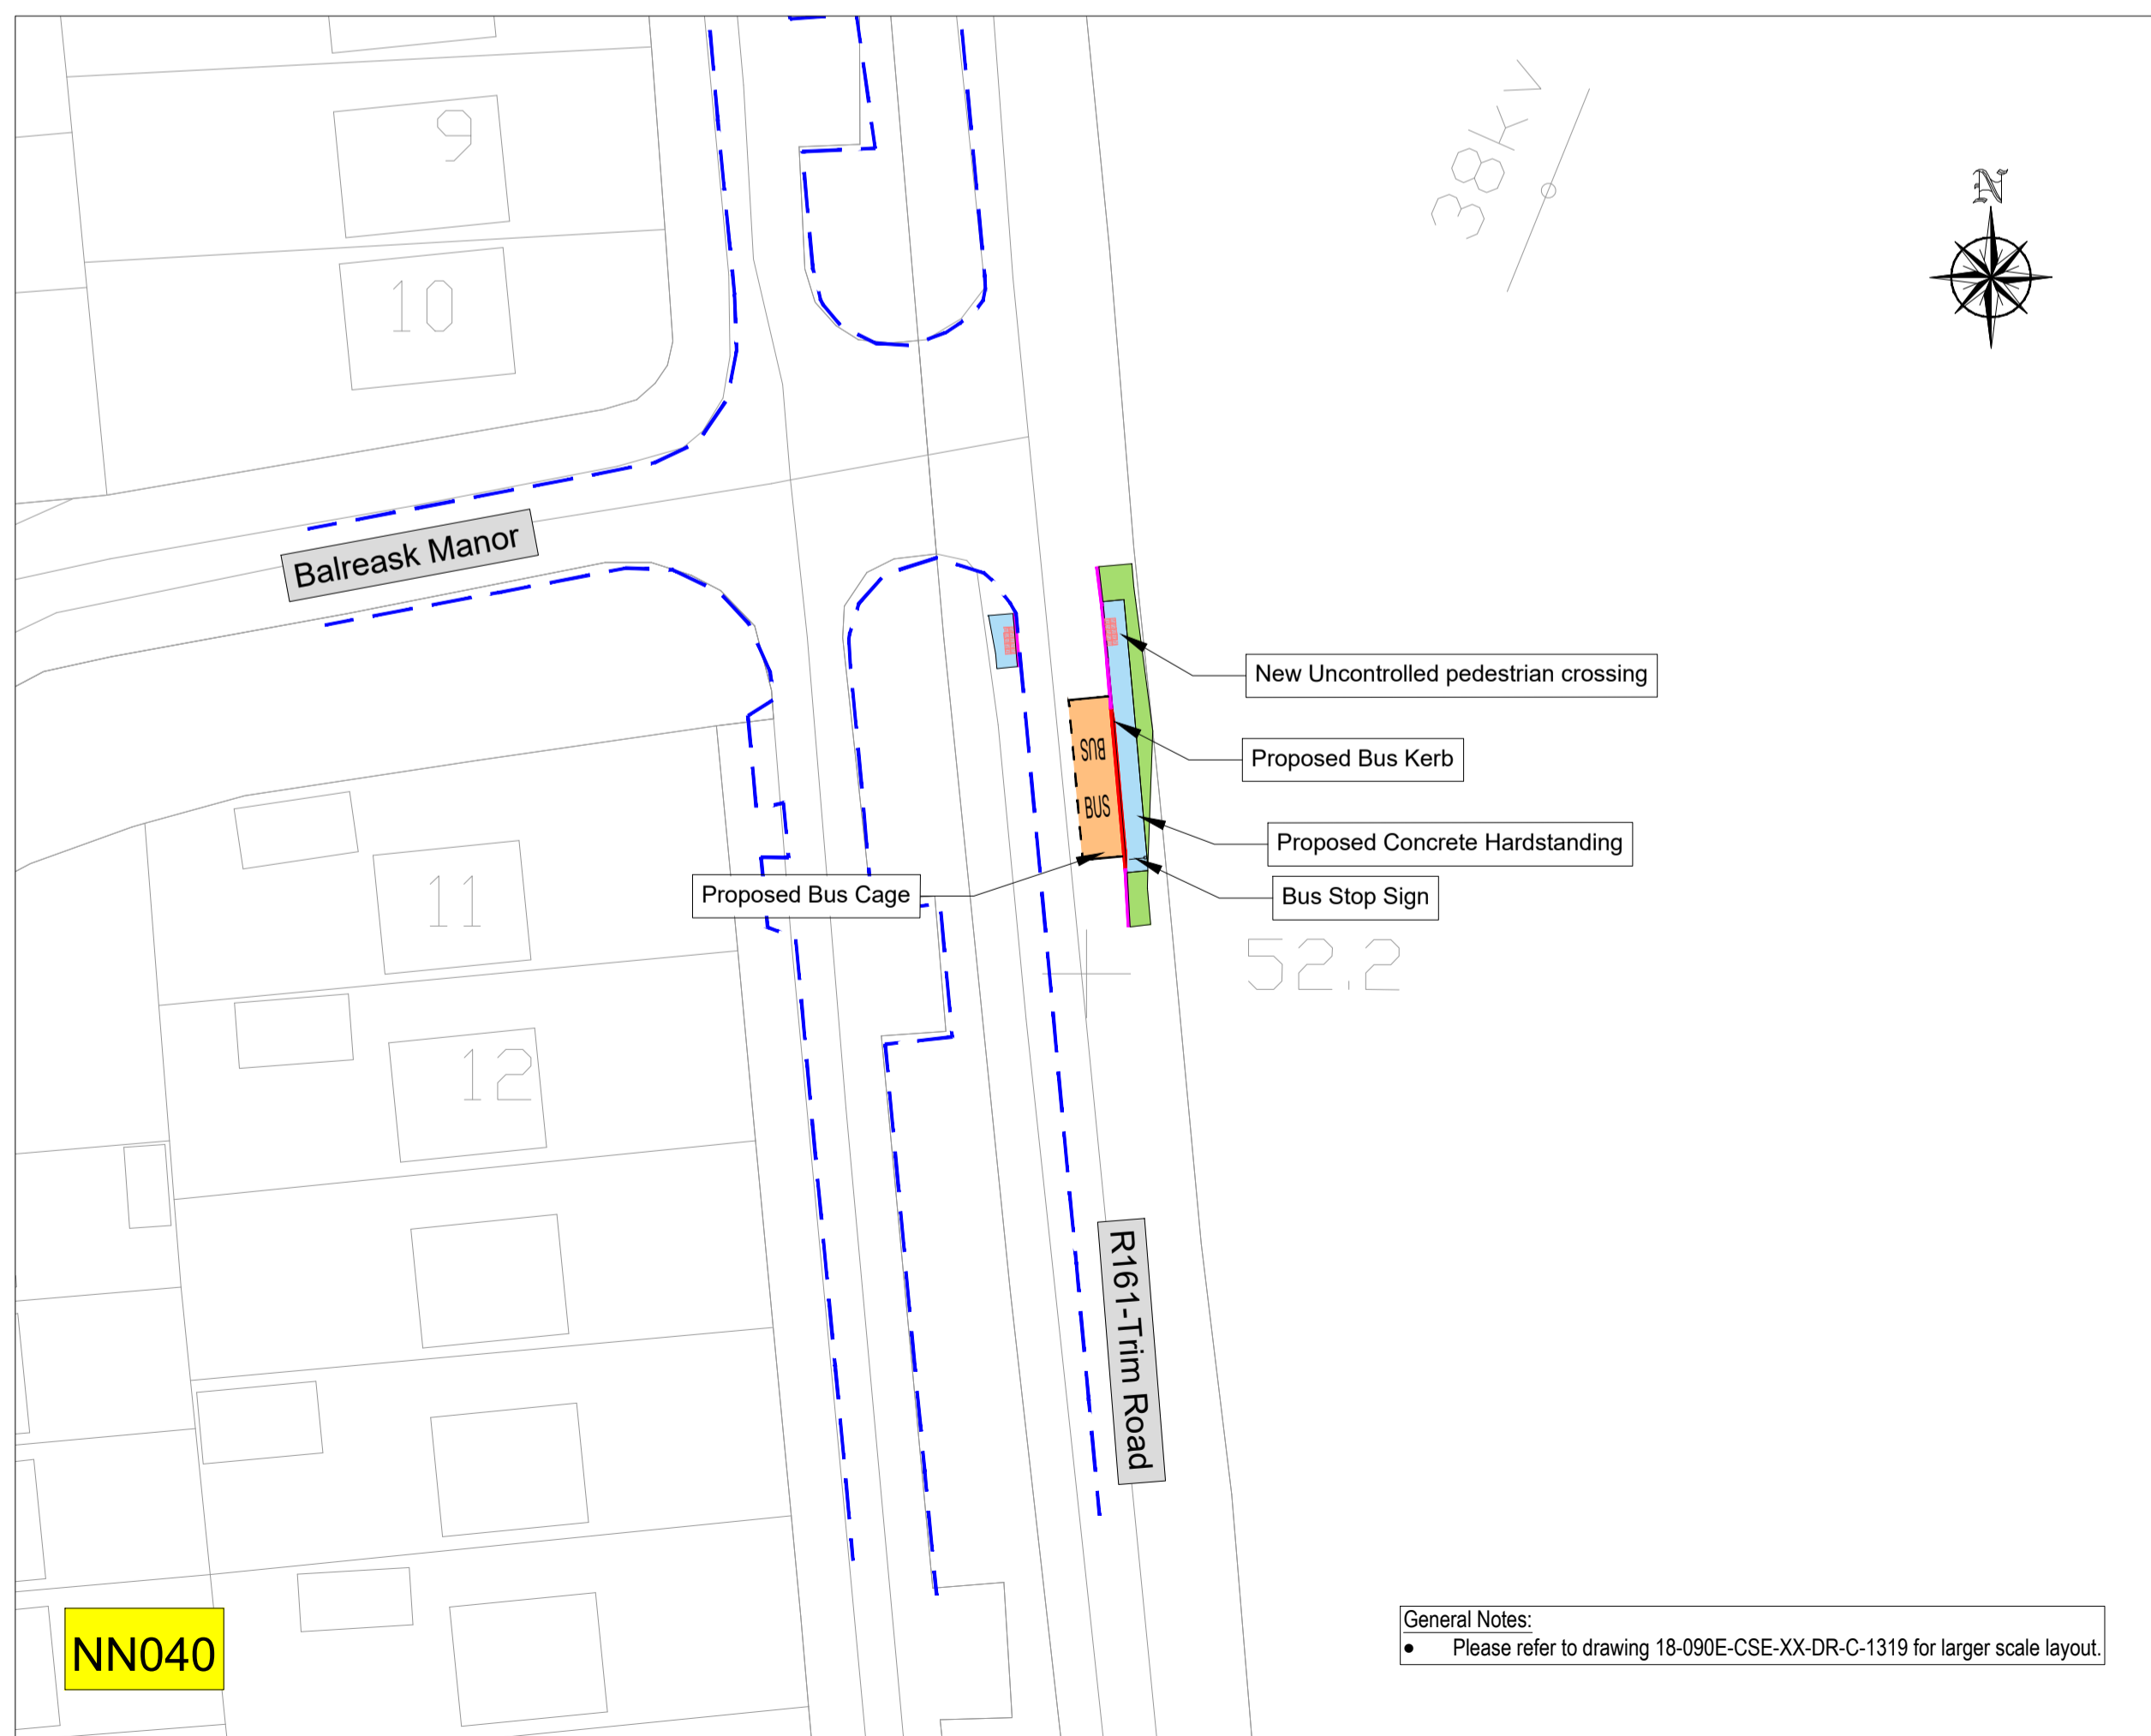 9
38kV
N
10
Balreask Manor
New Uncontrolled pedestrian crossing
BUS
Proposed Bus Kerb
BUS
Proposed Concrete Hardstanding
11
Proposed Bus Cage
Bus Stop Sign
52.2
12
R161-Trim Road
General Notes:
• Please refer to drawing 18-090E-CSE-XX-DR-C-1319 for larger scale layout.
NN040